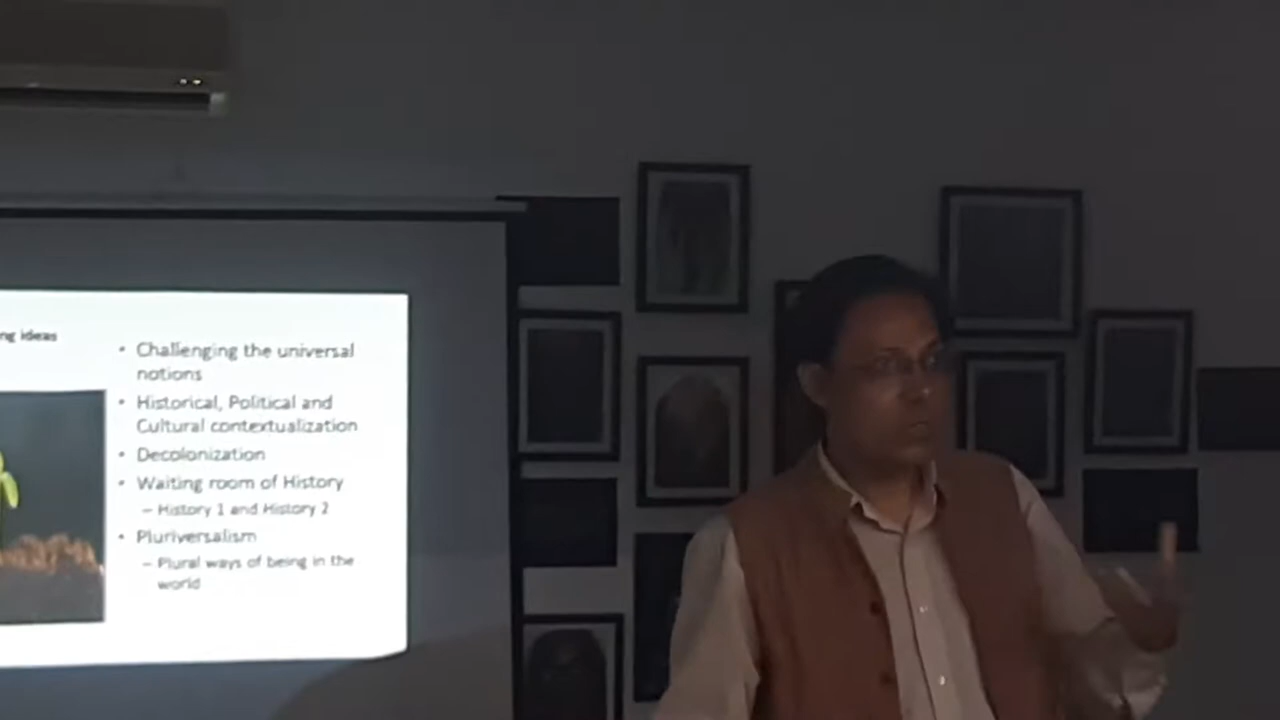 ng ideas
• Challenging the universal
notions
• Historical, Political and
Cultural contextualization
• Decolonization
• Waiting room of History
– History 1 and History 2
• Pluriversalism
– Plural ways of being in the
world